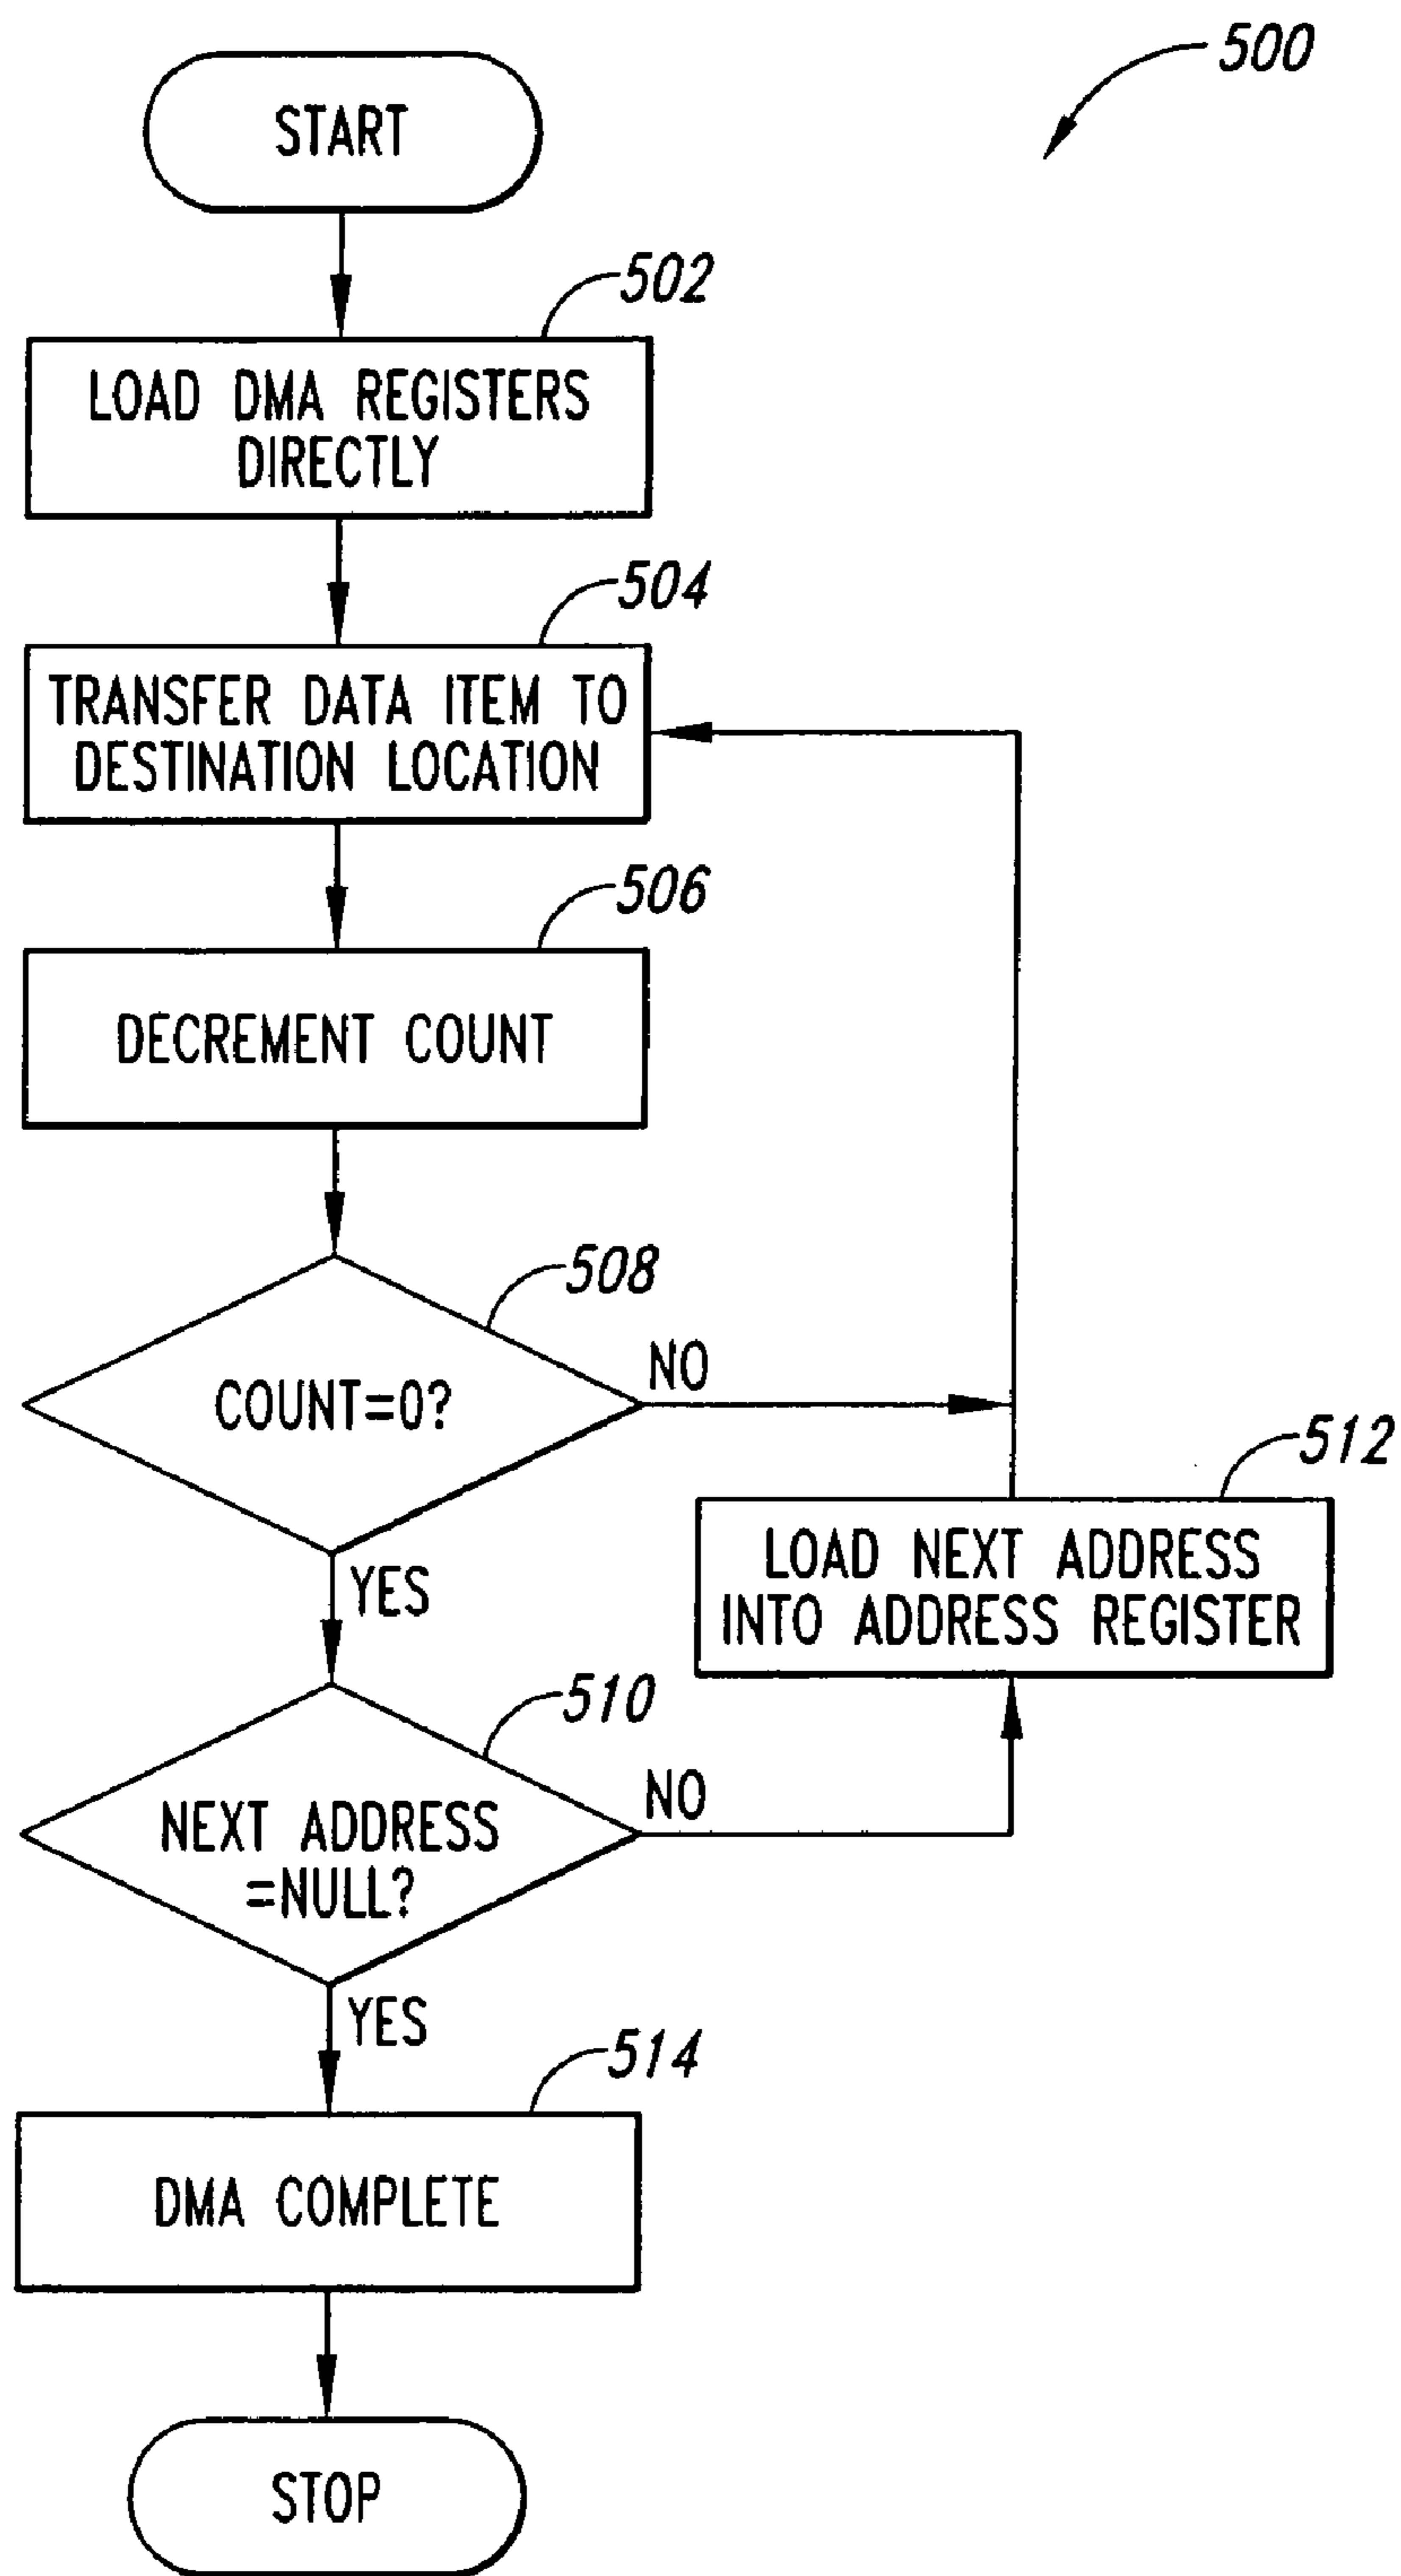 500
START
502
LOAD DMA REGISTERS
DIRECTLY
504
TRANSFER DATA ITEM TO
DESTINATION LOCATION
506
DECREMENT COUNT
508
COUNT=0?
NO
YES
512
LOAD NEXT ADDRESS
INTO ADDRESS REGISTER
510
NEXT ADDRESS
=NULL?
NO
YES
514
DMA COMPLETE
STOP